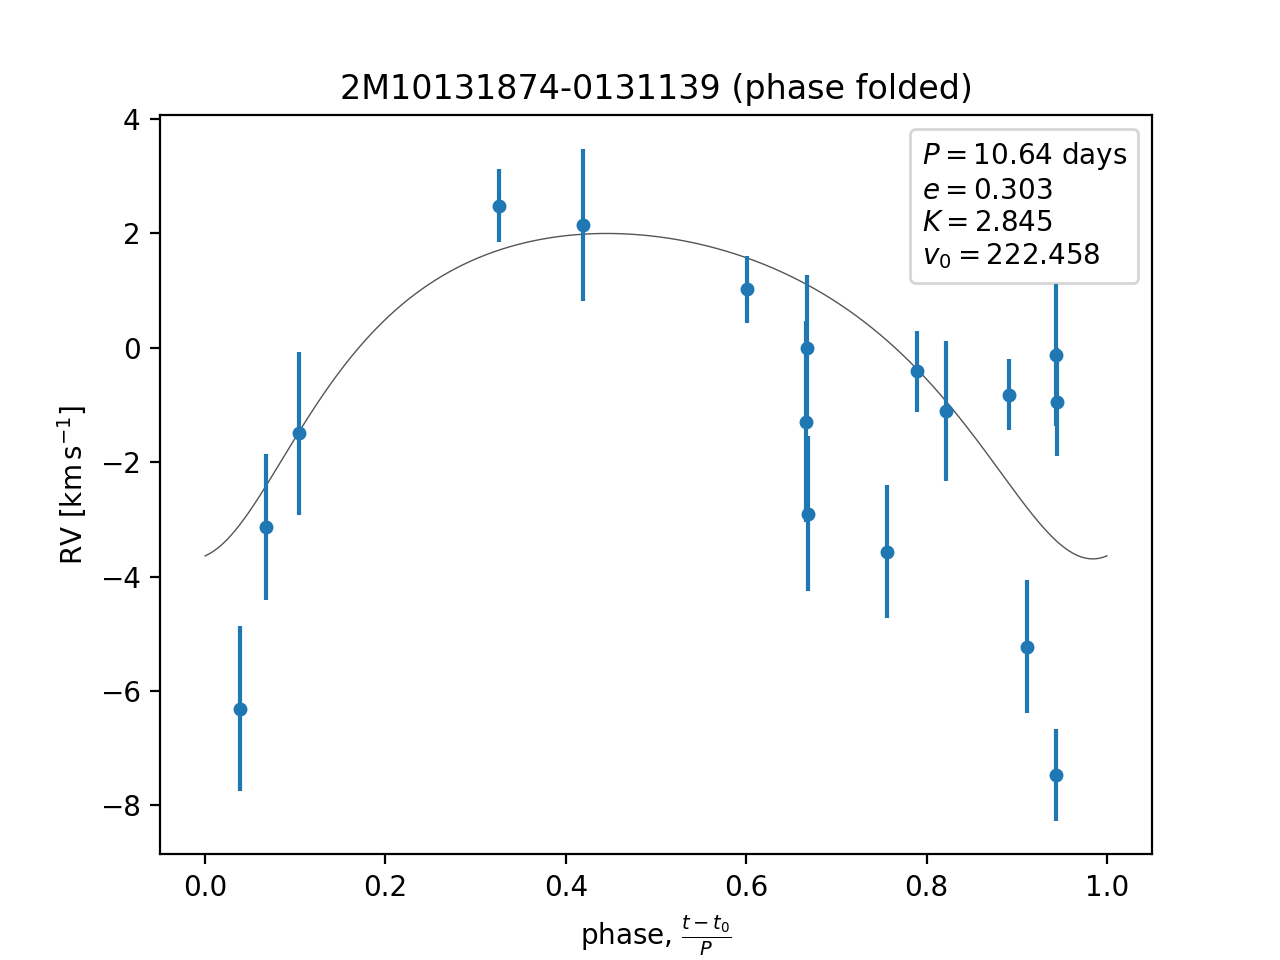 2M10131874-0131139 (phase folded)
P = 10.64 days
e = 0.303
K = 2.845
v₀ = 222.458
RV [km s⁻¹]
4
2
0
−2
−4
−6
−8
0.0 0.2 0.4 0.6 0.8 1.0
phase, (t − t₀)/P